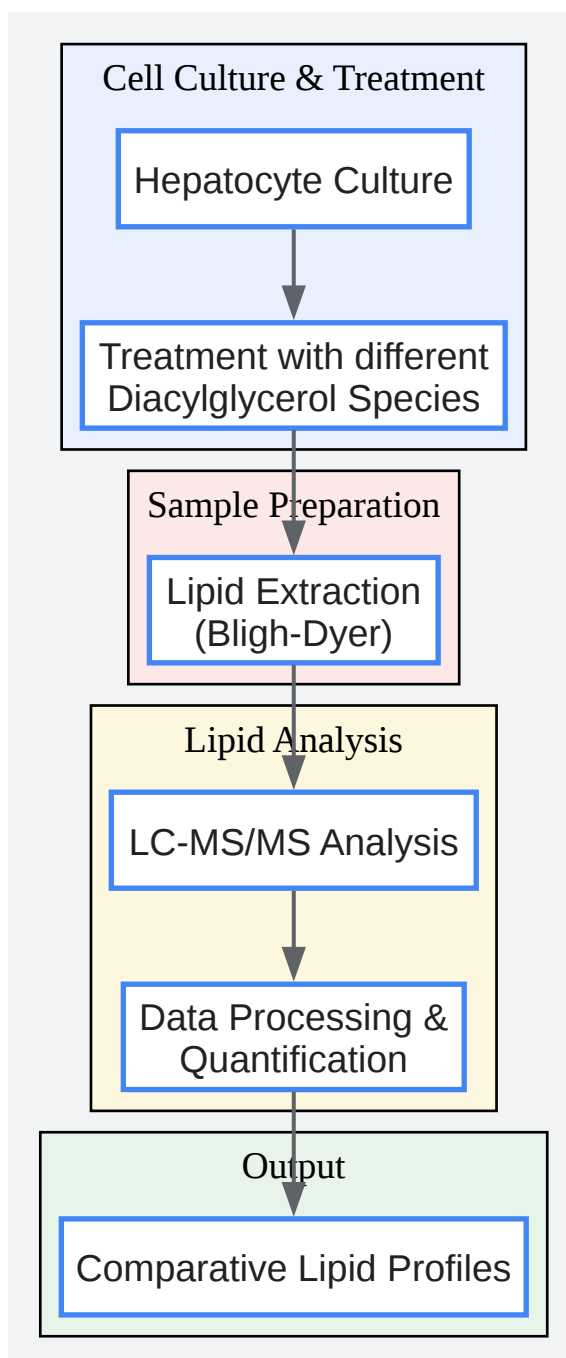 Cell Culture & Treatment
Hepatocyte Culture
Treatment with different
Diacylglycerol Species
Sample Preparation
Lipid Extraction
(Bligh-Dyer)
Lipid Analysis
LC-MS/MS Analysis
Data Processing &
Quantification
Output
Comparative Lipid Profiles